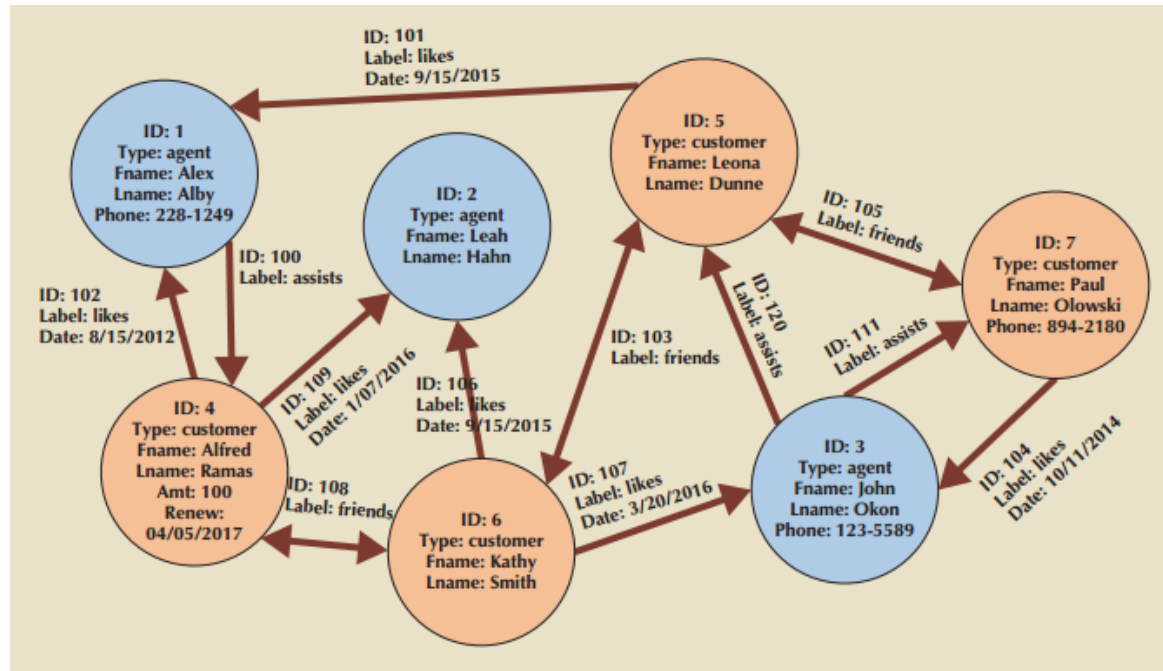 ID: 101
Label: likes
Date: 9/15/2015
ID: 1
Type: agent
Fname: Alex
Lname: Alby
Phone: 228-1249
ID: 2
Type: agent
Fname: Leah
Lname: Hahn
ID: 5
Type: customer
Fname: Leona
Lname: Dunne
ID: 105
Label: friends
ID: 7
Type: customer
Fname: Paul
Lname: Olowski
Phone: 894-2180
ID: 100
Label: assists
ID: 102
Label: likes
Date: 8/15/2012
ID: 109
Label: likes
Date: 1/07/2016
ID: 106
Label: likes
Date: 9/15/2015
ID: 103
Label: friends
ID: 120
Label: assists
ID: 111
Label: assists
ID: 4
Type: customer
Fname: Alfred
Lname: Ramas
Amt: 100
Renew:
04/05/2017
ID: 108
Label: friends
ID: 6
Type: customer
Fname: Kathy
Lname: Smith
ID: 107
Label: likes
Date: 3/20/2016
ID: 3
Type: agent
Fname: John
Lname: Okon
Phone: 123-5589
ID: 104
Label: likes
Date: 10/11/2014